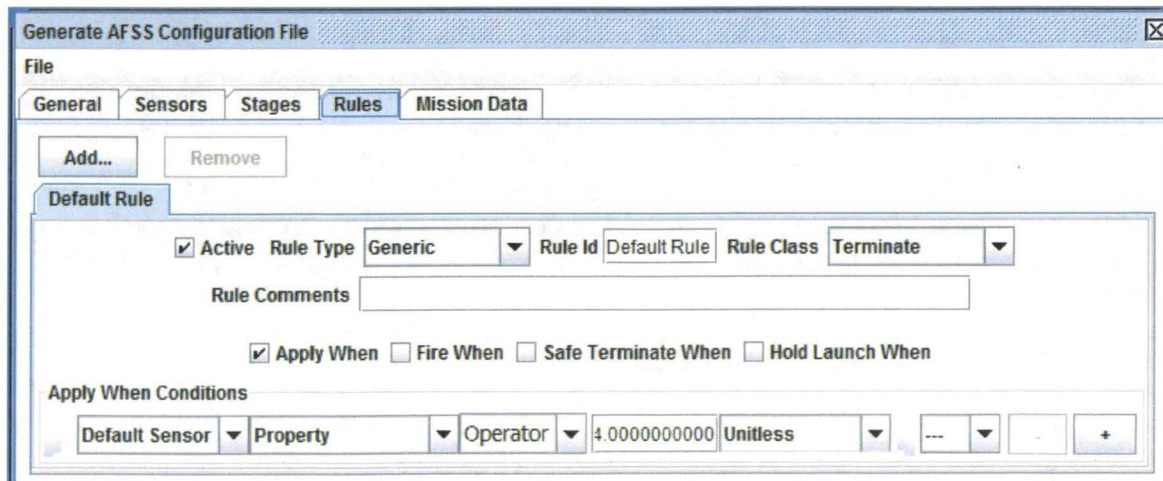 Generate AFSS Configuration File
File
General Sensors Stages Rules Mission Data
Add... Remove
Default Rule
Active Rule Type Generic Rule Id Default Rule Rule Class Terminate
Rule Comments
Apply When Fire When Safe Terminate When Hold Launch When
Apply When Conditions
Default Sensor Property Operator 4.0000000000 Unitless --- - +